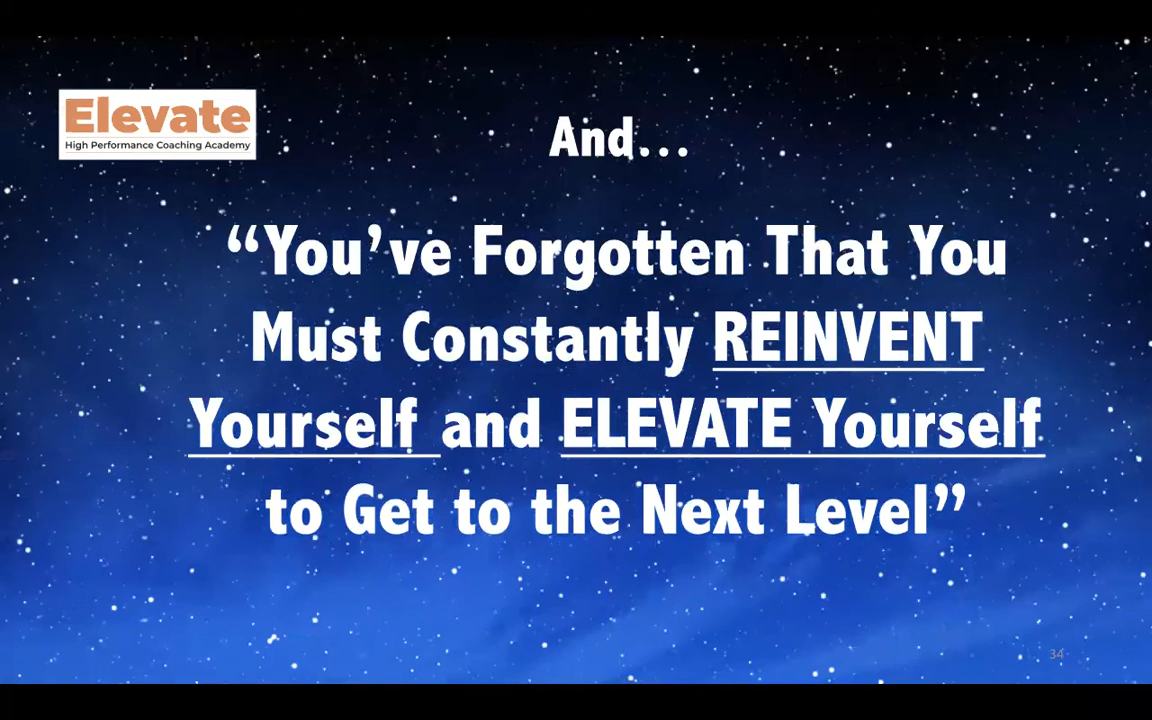 Elevate
High Performance Coaching Academy
And...
“You’ve Forgotten That You
Must Constantly REINVENT
Yourself and ELEVATE Yourself
to Get to the Next Level”
34